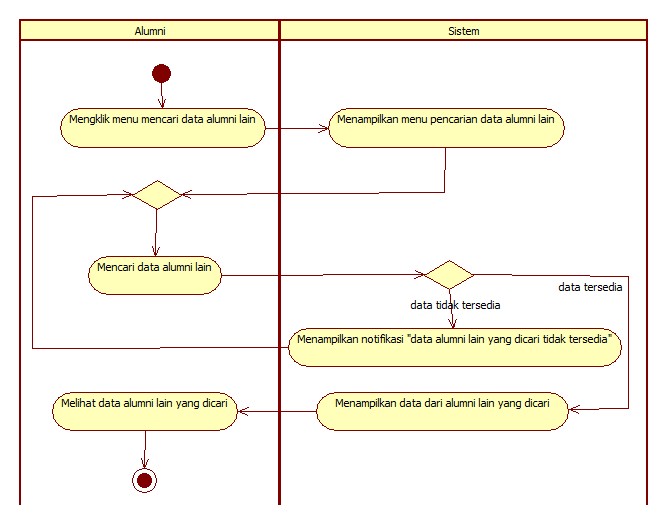 Alumni
Sistem
Mengklik menu mencari data alumni lain
Menampilkan menu pencarian data alumni lain
Mencari data alumni lain
data tersedia
data tidak tersedia
Menampilkan notifikasi "data alumni lain yang dicari tidak tersedia"
Melihat data alumni lain yang dicari
Menampilkan data dari alumni lain yang dicari